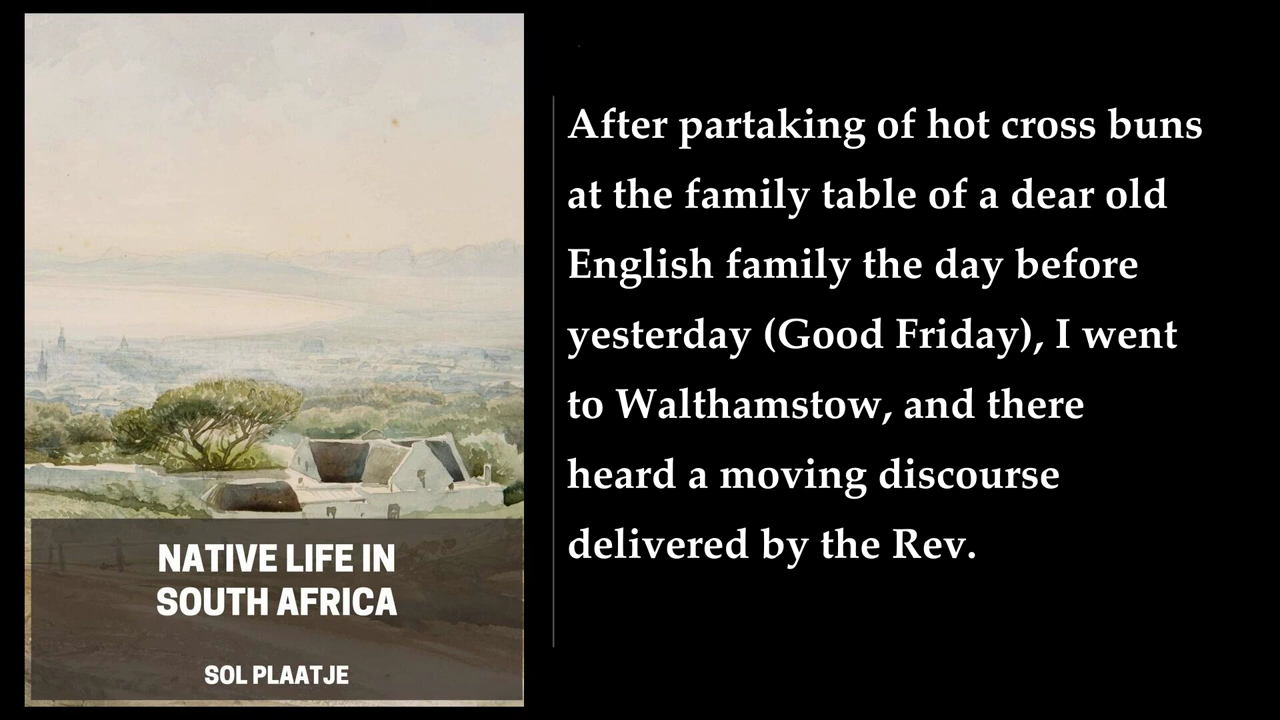 NATIVE LIFE IN
SOUTH AFRICA
SOL PLAATJE
After partaking of hot cross buns
at the family table of a dear old
English family the day before
yesterday (Good Friday), I went
to Walthamstow, and there
heard a moving discourse
delivered by the Rev.